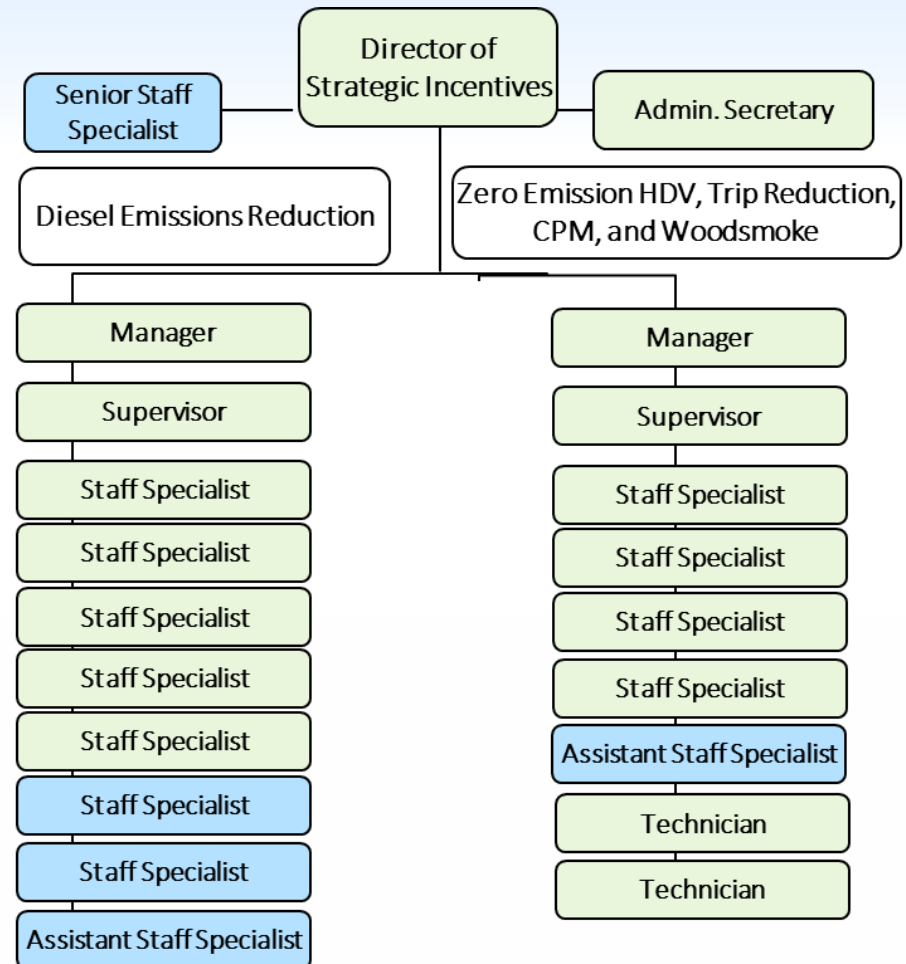 Director of
Strategic Incentives
Senior Staff
Specialist
Admin. Secretary
Diesel Emissions Reduction
Zero Emission HDV, Trip Reduction,
CPM, and Woodsmoke
Manager
Supervisor
Staff Specialist
Staff Specialist
Staff Specialist
Staff Specialist
Staff Specialist
Staff Specialist
Staff Specialist
Assistant Staff Specialist
Manager
Supervisor
Staff Specialist
Staff Specialist
Staff Specialist
Staff Specialist
Assistant Staff Specialist
Technician
Technician